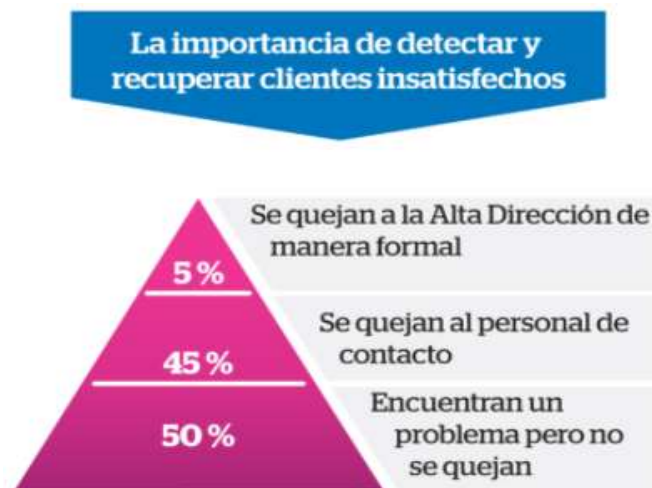 La importancia de detectar y
recuperar clientes insatisfechos
Se quejan a la Alta Dirección de
manera formal
5 %
Se quejan al personal de
contacto
45 %
Encuentran un
problema pero no
se quejan
50 %